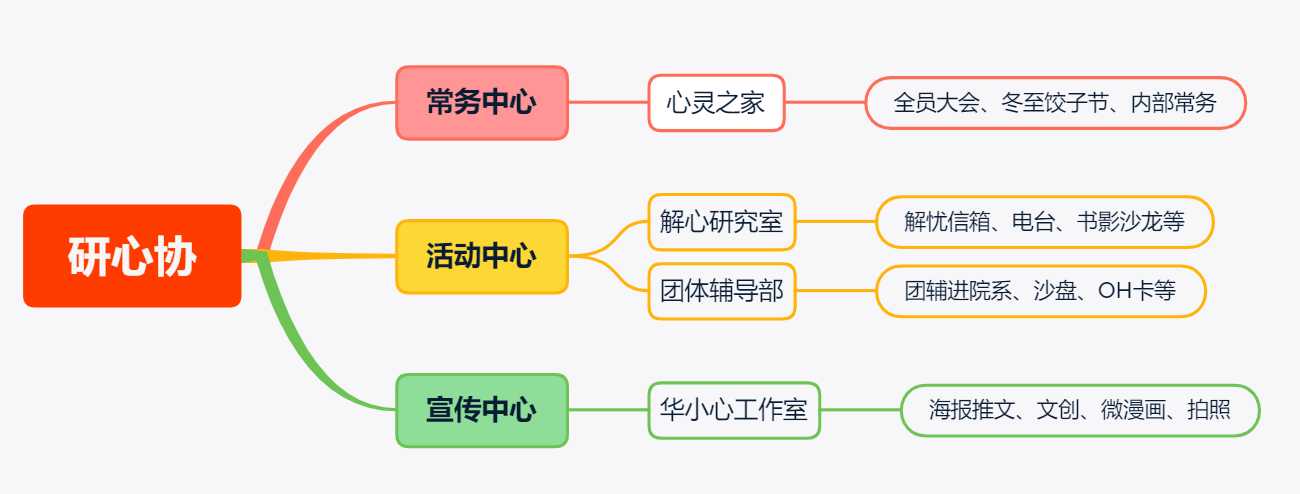 研心协
常务中心
心灵之家
全员大会、冬至饺子节、内部常务
活动中心
解心研究室
解忧信箱、电台、书影沙龙等
团体辅导部
团辅进院系、沙盘、OH卡等
宣传中心
华小心工作室
海报推文、文创、微漫画、拍照